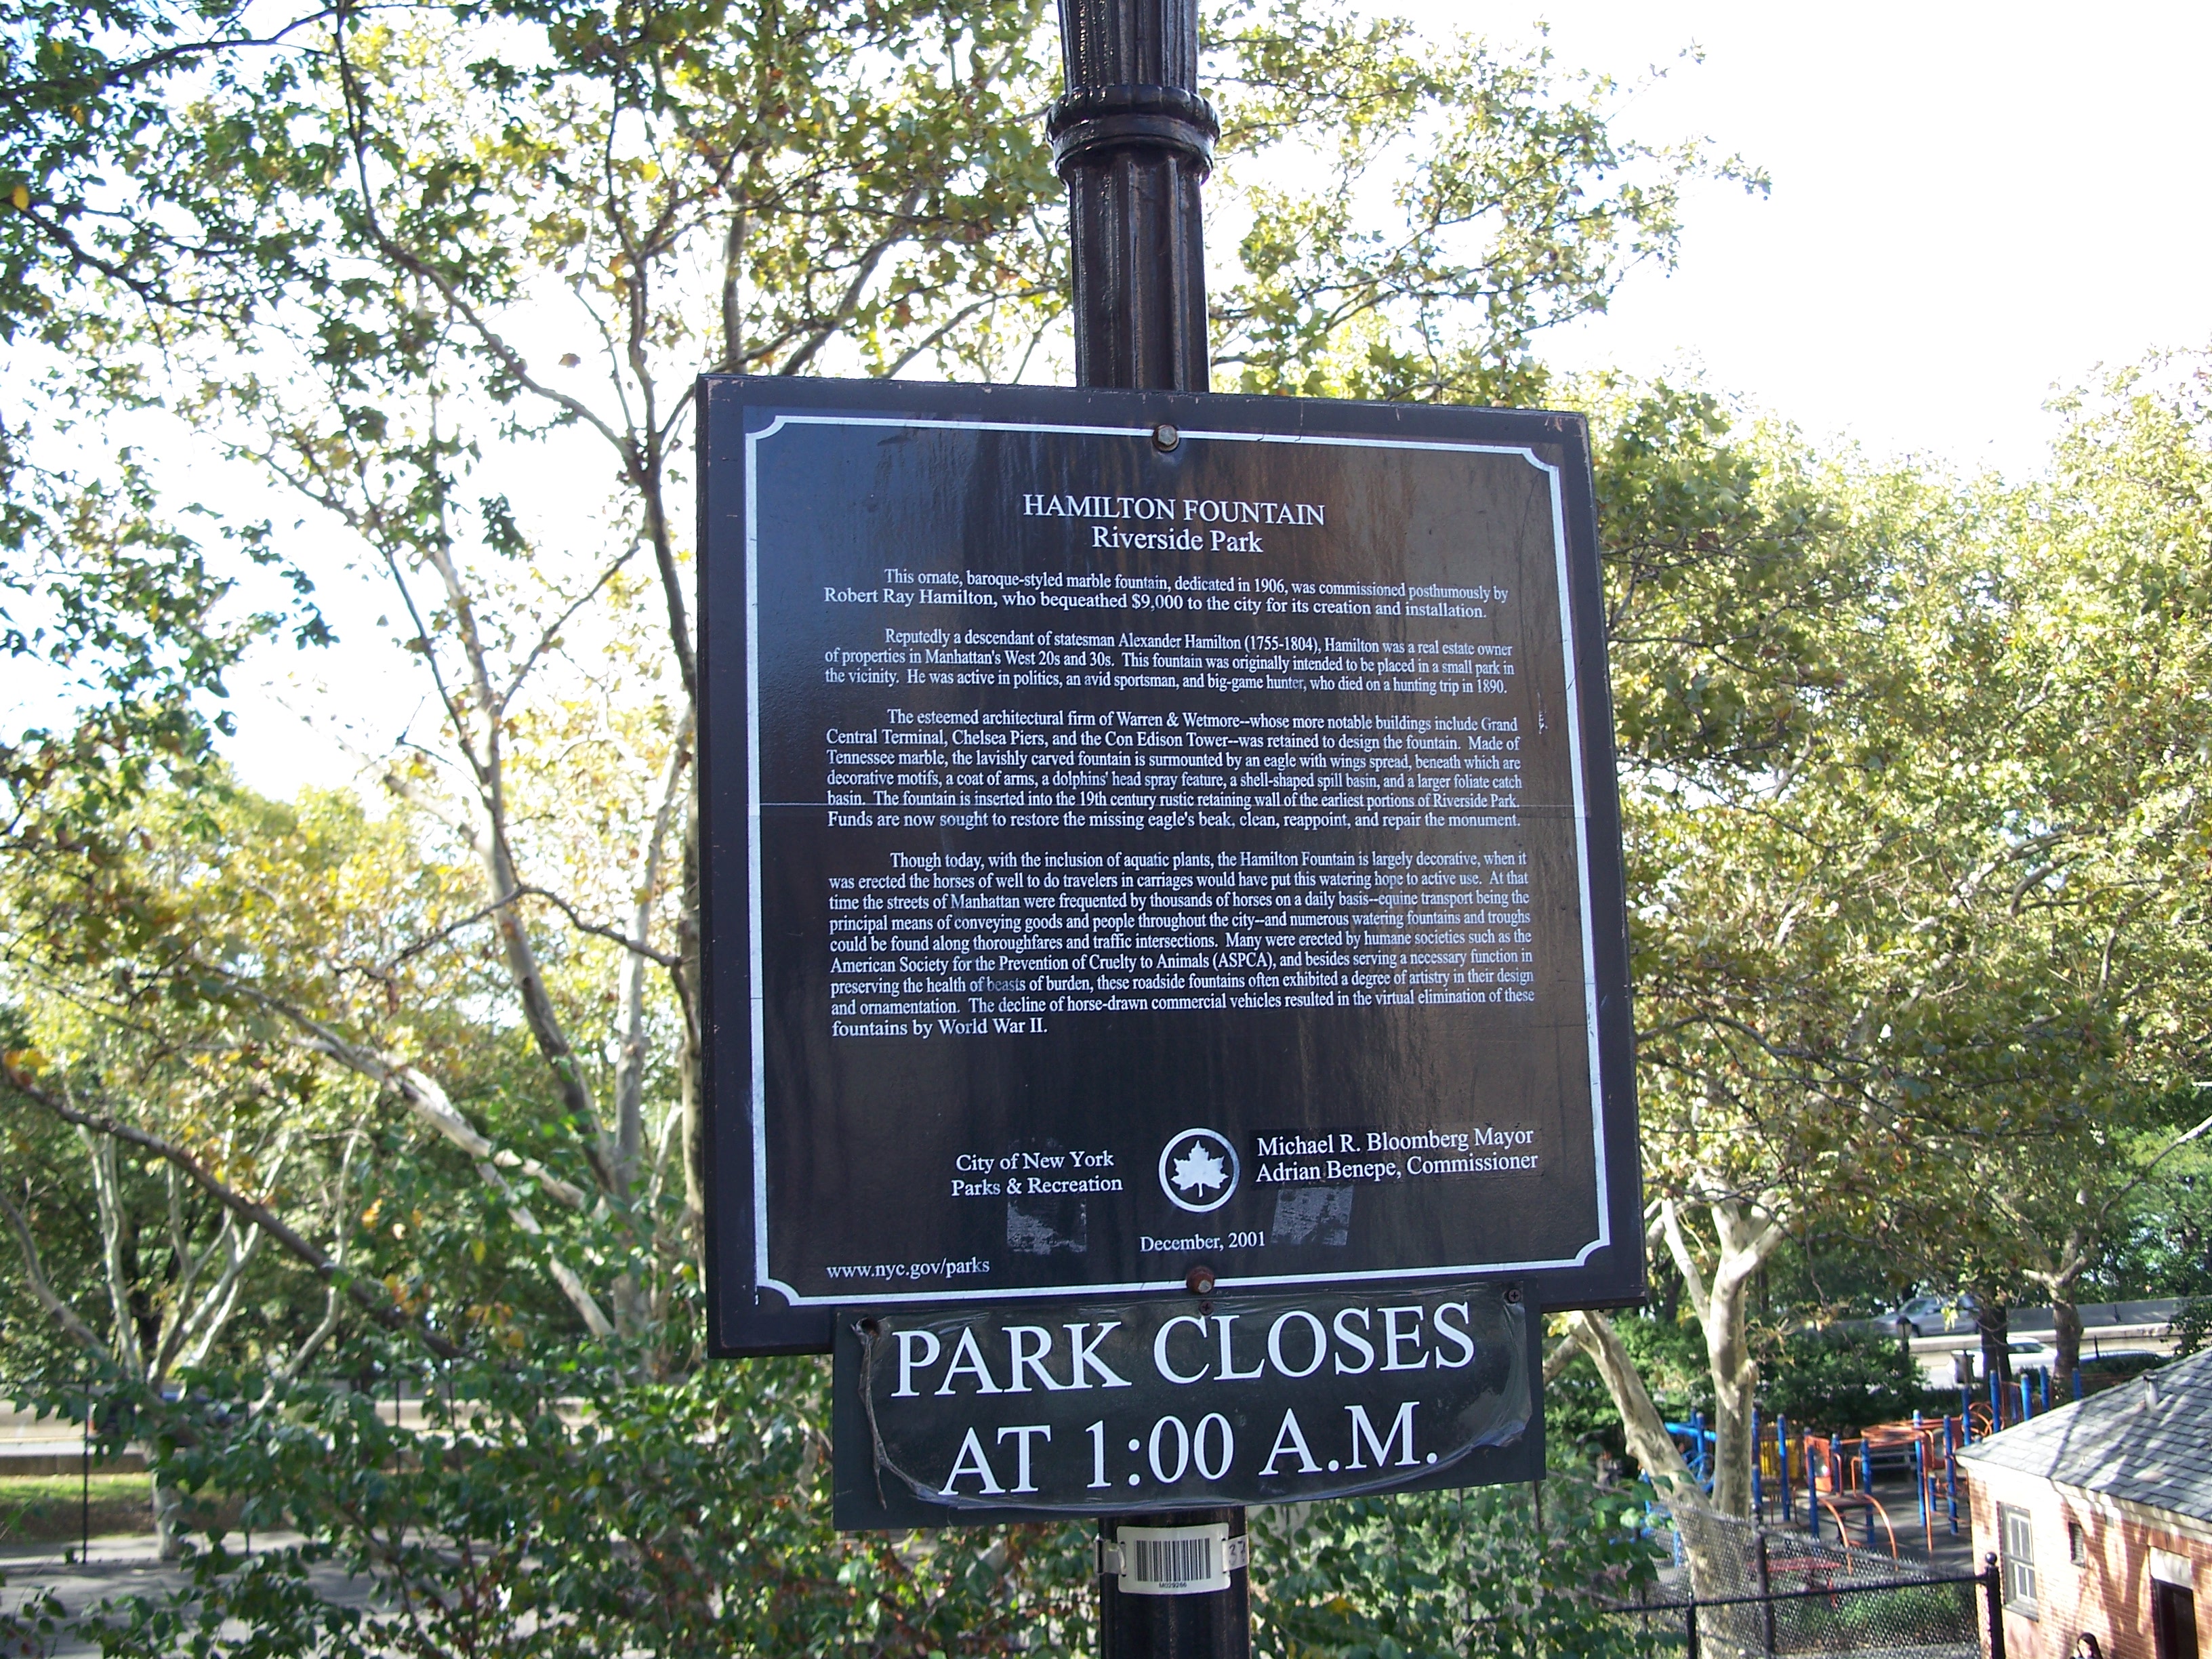 HAMILTON FOUNTAIN
Riverside Park
This ornate, baroque-styled marble fountain, dedicated in 1906, was commissioned posthumously by
Robert Ray Hamilton, who bequeathed $9,000 to the city for its creation and installation.
Reputedly a descendant of statesman Alexander Hamilton (1755-1804), Hamilton was a real estate owner
of properties in Manhattan's West 20s and 30s. This fountain was originally intended to be placed in a small park in
the vicinity. He was active in politics, an avid sportsman, and big-game hunter, who died on a hunting trip in 1890.
The esteemed architectural firm of Warren & Wetmore--whose more notable buildings include Grand
Central Terminal, Chelsea Piers, and the Con Edison Tower--was retained to design the fountain. Made of
Tennessee marble, the lavishly carved fountain is surmounted by an eagle with wings spread, beneath which are
decorative motifs, a coat of arms, a dolphins' head spray feature, a shell-shaped spill basin, and a larger foliate catch
basin. The fountain is inserted into the 19th century rustic retaining wall of the earliest portions of Riverside Park.
Funds are now sought to restore the missing eagle's beak, clean, reappoint, and repair the monument.
Though today, with the inclusion of aquatic plants, the Hamilton Fountain is largely decorative, when it
was erected the horses of well to do travelers in carriages would have put this watering hope to active use. At that
time the streets of Manhattan were frequented by thousands of horses on a daily basis--equine transport being the
principal means of conveying goods and people throughout the city--and numerous watering fountains and troughs
could be found along thoroughfares and traffic intersections. Many were erected by humane societies such as the
American Society for the Prevention of Cruelty to Animals (ASPCA), and besides serving a necessary function in
preserving the health of beasts of burden, these roadside fountains often exhibited a degree of artistry in their design
and ornamentation. The decline of horse-drawn commercial vehicles resulted in the virtual elimination of these
fountains by World War II.
City of New York
Parks & Recreation
Michael R. Bloomberg Mayor
Adrian Benepe, Commissioner
December, 2001
www.nyc.gov/parks
PARK CLOSES
AT 1:00 A.M.
M029266